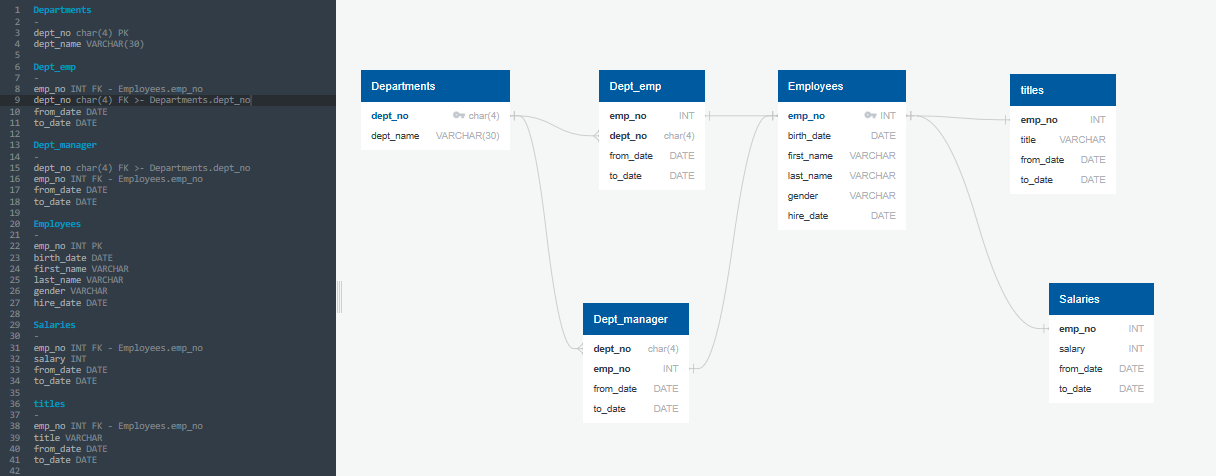 1 Departments
2 -
3 dept_no char(4) PK
4 dept_name VARCHAR(30)
5
6 Dept_emp
7 -
8 emp_no INT FK - Employees.emp_no
9 dept_no char(4) FK >- Departments.dept_no
10 from_date DATE
11 to_date DATE
12
13 Dept_manager
14 -
15 dept_no char(4) FK >- Departments.dept_no
16 emp_no INT FK - Employees.emp_no
17 from_date DATE
18 to_date DATE
19
20 Employees
21 -
22 emp_no INT PK
23 birth_date DATE
24 first_name VARCHAR
25 last_name VARCHAR
26 gender VARCHAR
27 hire_date DATE
28
29 Salaries
30 -
31 emp_no INT FK - Employees.emp_no
32 salary INT
33 from_date DATE
34 to_date DATE
35
36 titles
37 -
38 emp_no INT FK - Employees.emp_no
39 title VARCHAR
40 from_date DATE
41 to_date DATE
42
Departments
dept_no char(4)
dept_name VARCHAR(30)
Dept_emp
emp_no INT
dept_no char(4)
from_date DATE
to_date DATE
Employees
emp_no INT
birth_date DATE
first_name VARCHAR
last_name VARCHAR
gender VARCHAR
hire_date DATE
titles
emp_no INT
title VARCHAR
from_date DATE
to_date DATE
Dept_manager
dept_no char(4)
emp_no INT
from_date DATE
to_date DATE
Salaries
emp_no INT
salary INT
from_date DATE
to_date DATE